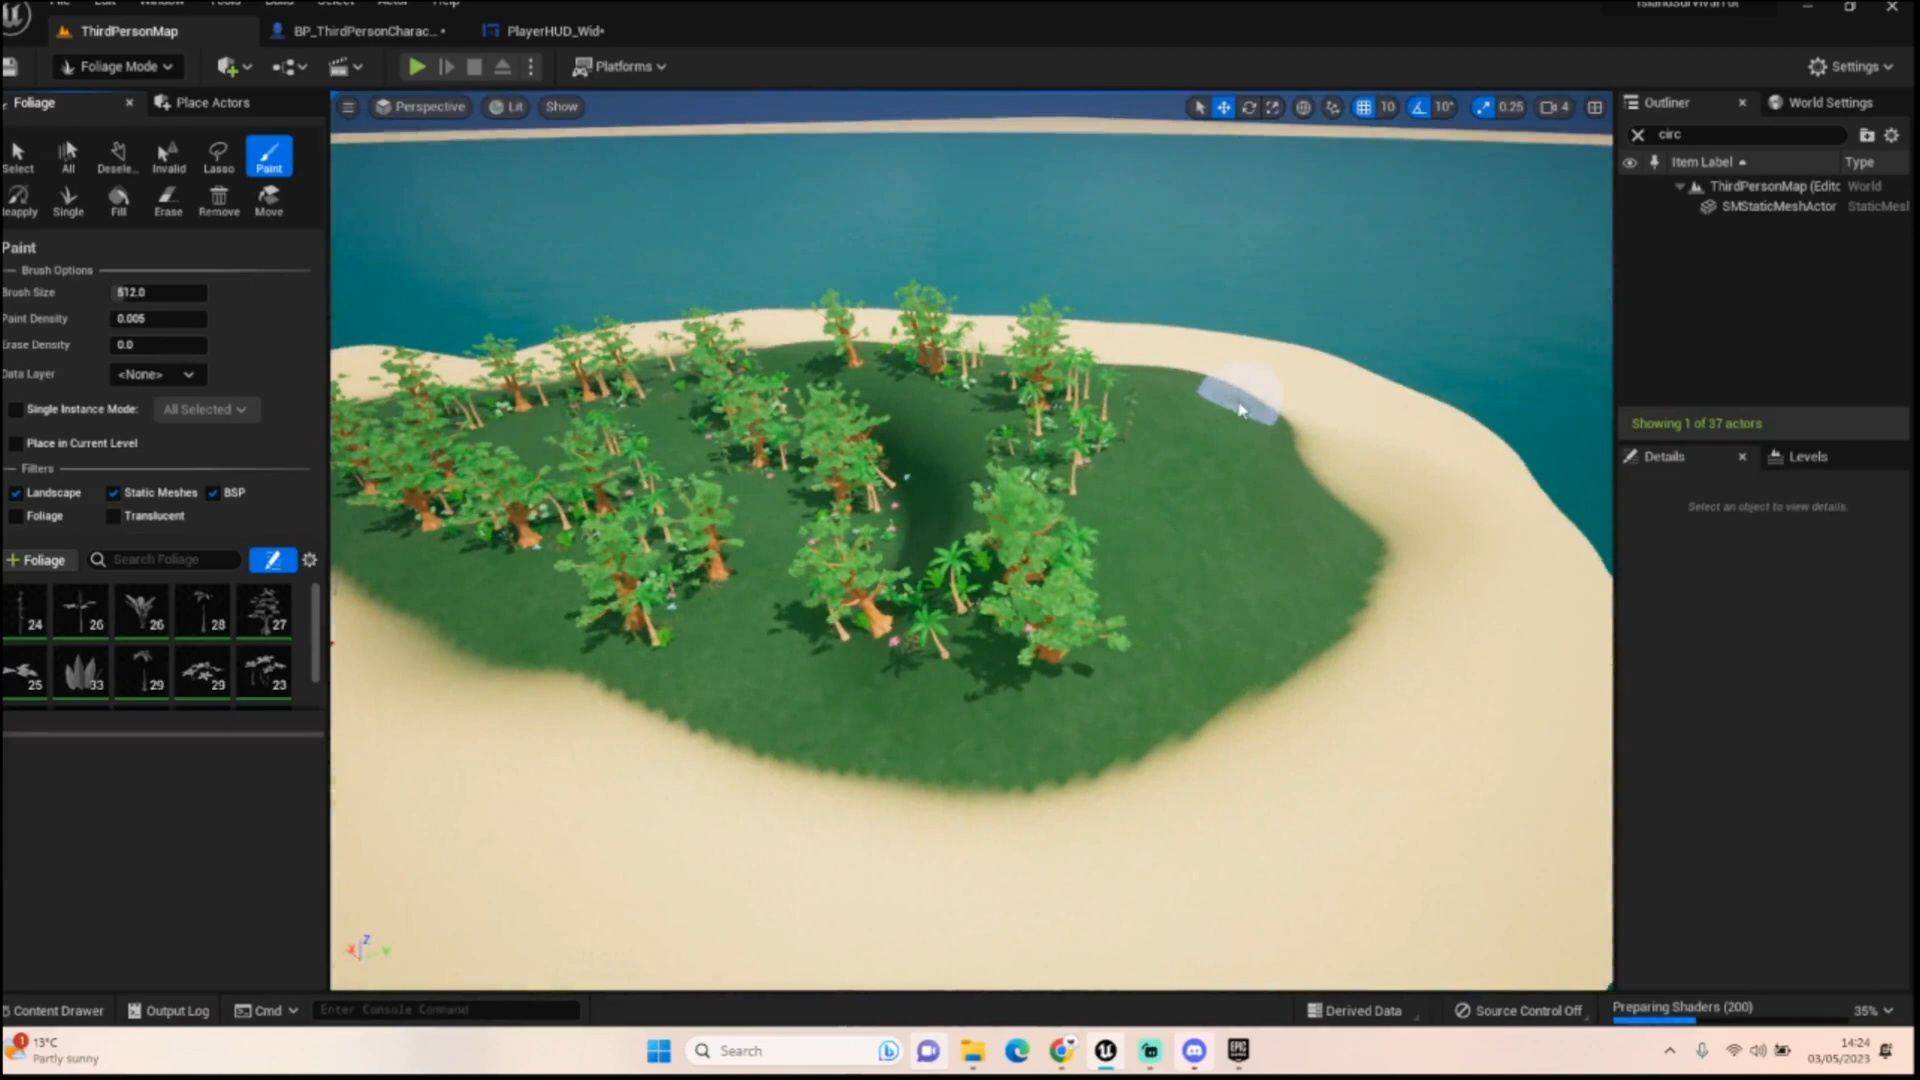 Select
ThirdPersonMap
BP_ThirdPersonCharac...•
PlayerHUD_Wid•
Foliage Mode
Platforms
Settings
Foliage
Place Actors
Perspective
Lit
Show
10
10°
0.25
4
Outliner
World Settings
circ
Item Label
Type
ThirdPersonMap (Editc
World
SMStaticMeshActor
StaticMesl
Showing 1 of 37 actors
Details
Levels
Select an object to view details.
Select
All
Desele...
Invalid
Lasso
Paint
eapply
Single
Fill
Erase
Remove
Move
Paint
Brush Options
Brush Size
512.0
Paint Density
0.005
Erase Density
0.0
Data Layer
<None>
Single Instance Mode:
All Selected
Place in Current Level
Filters
Landscape
Static Meshes
BSP
Foliage
Translucent
+ Foliage
Search Foliage
24
26
26
28
27
25
33
29
29
23
X
Z
Y
Content Drawer
Output Log
Cmd
Enter Console Command
Derived Data
Source Control Off
Preparing Shaders (200)
35%
1
13°C
Partly sunny
Search
EPIC
14:24
03/05/2023